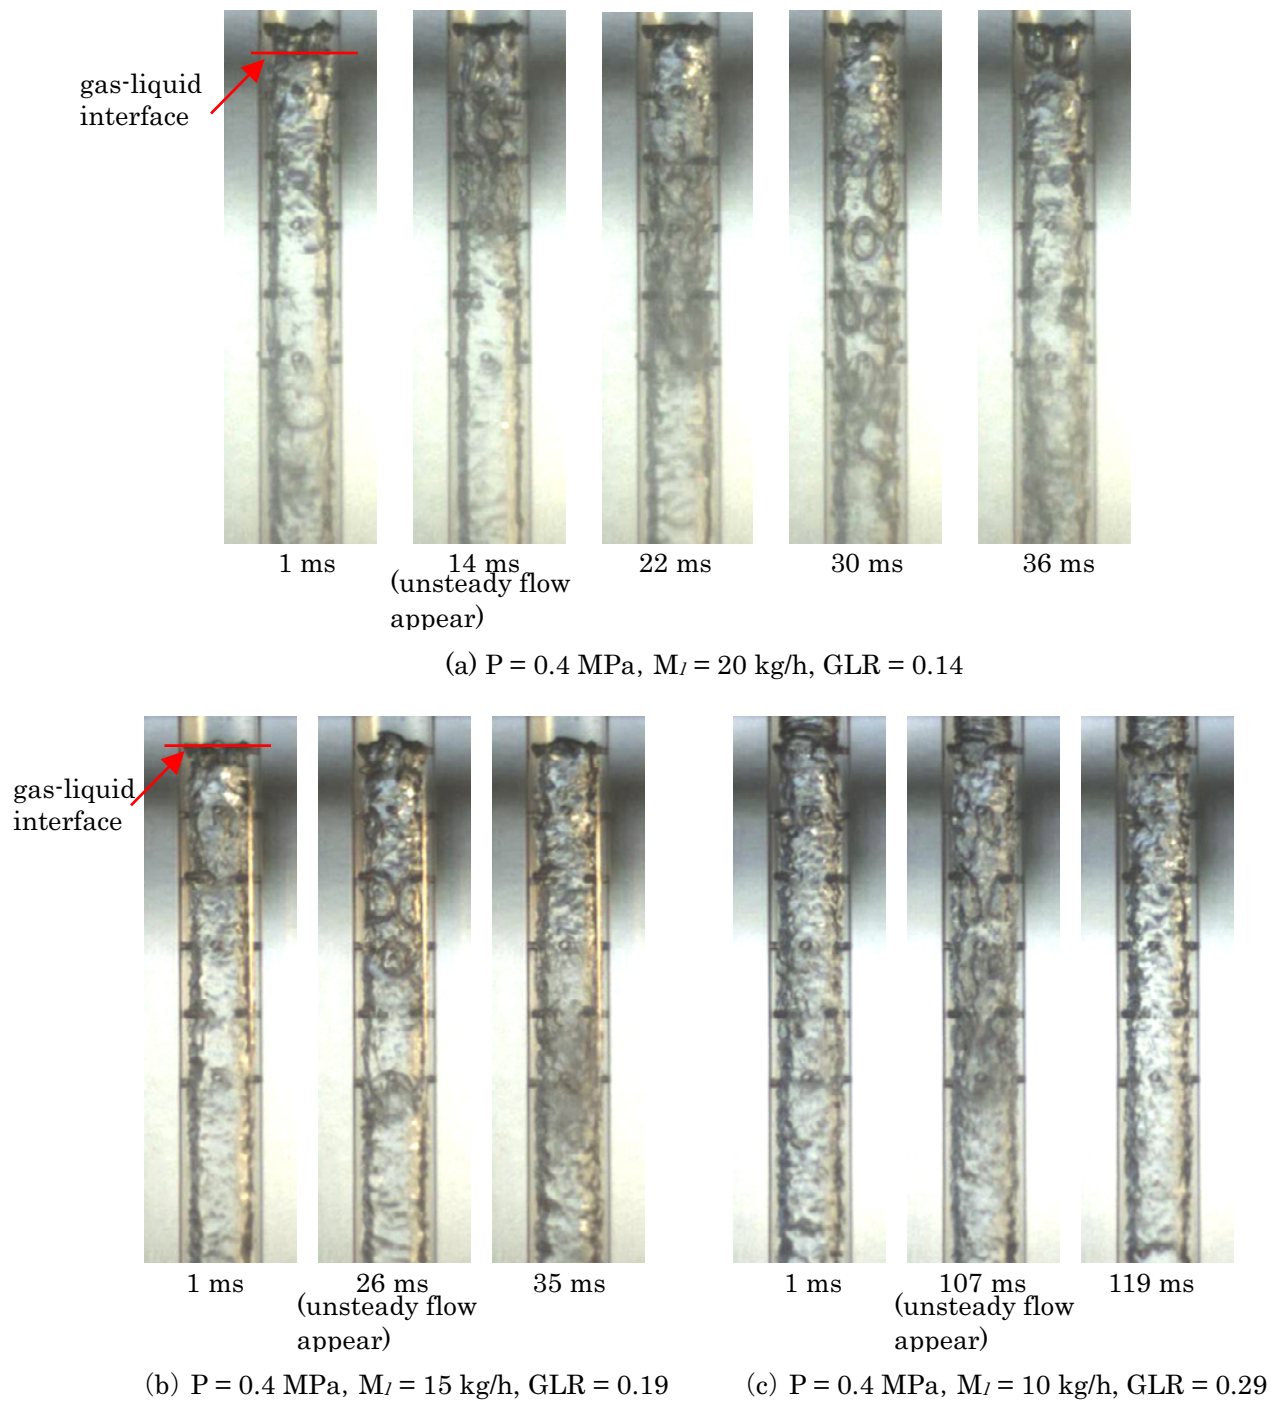 gas-liquid
interface
1 ms
14 ms
22 ms
30 ms
36 ms
(unsteady flow
appear)
(a) P = 0.4 MPa, M1 = 20 kg/h, GLR = 0.14
gas-liquid
interface
1 ms
26 ms
35 ms
(unsteady flow
appear)
1 ms
107 ms
119 ms
(unsteady flow
appear)
(b) P = 0.4 MPa, M1 = 15 kg/h, GLR = 0.19
(c) P = 0.4 MPa, M1 = 10 kg/h, GLR = 0.29